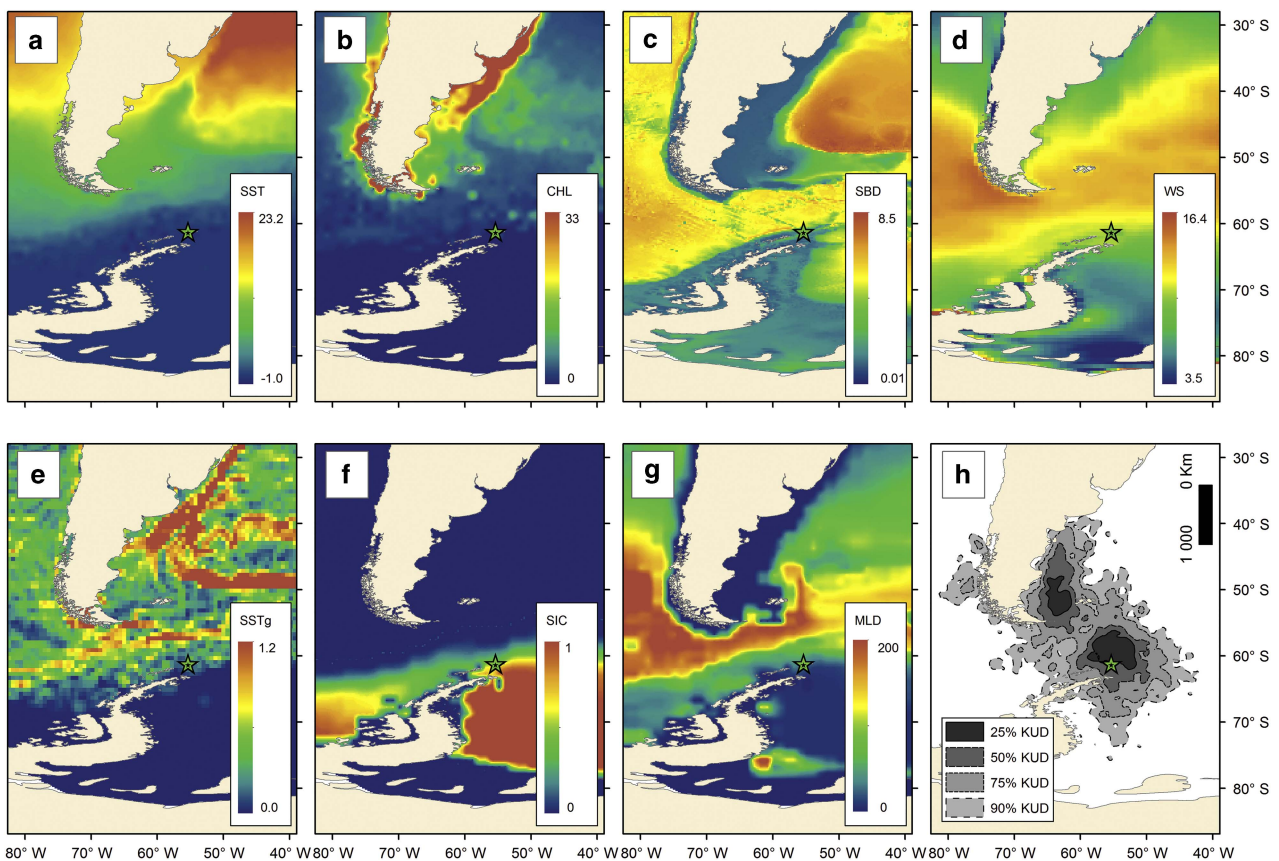 a
b
c
d
SST
23.2
-1.0
CHL
33
0
SBD
8.5
0.01
WS
16.4
3.5
30° S
40° S
50° S
60° S
70° S
80° S
e
f
g
h
SSTg
1.2
0.0
SIC
1
0
MLD
200
0
0 Km
1 000
25% KUD
50% KUD
75% KUD
90% KUD
30° S
40° S
50° S
60° S
70° S
80° S
80° W 70° W 60° W 50° W 40° W
80° W 70° W 60° W 50° W 40° W
80° W 70° W 60° W 50° W 40° W
80° W 70° W 60° W 50° W 40° W